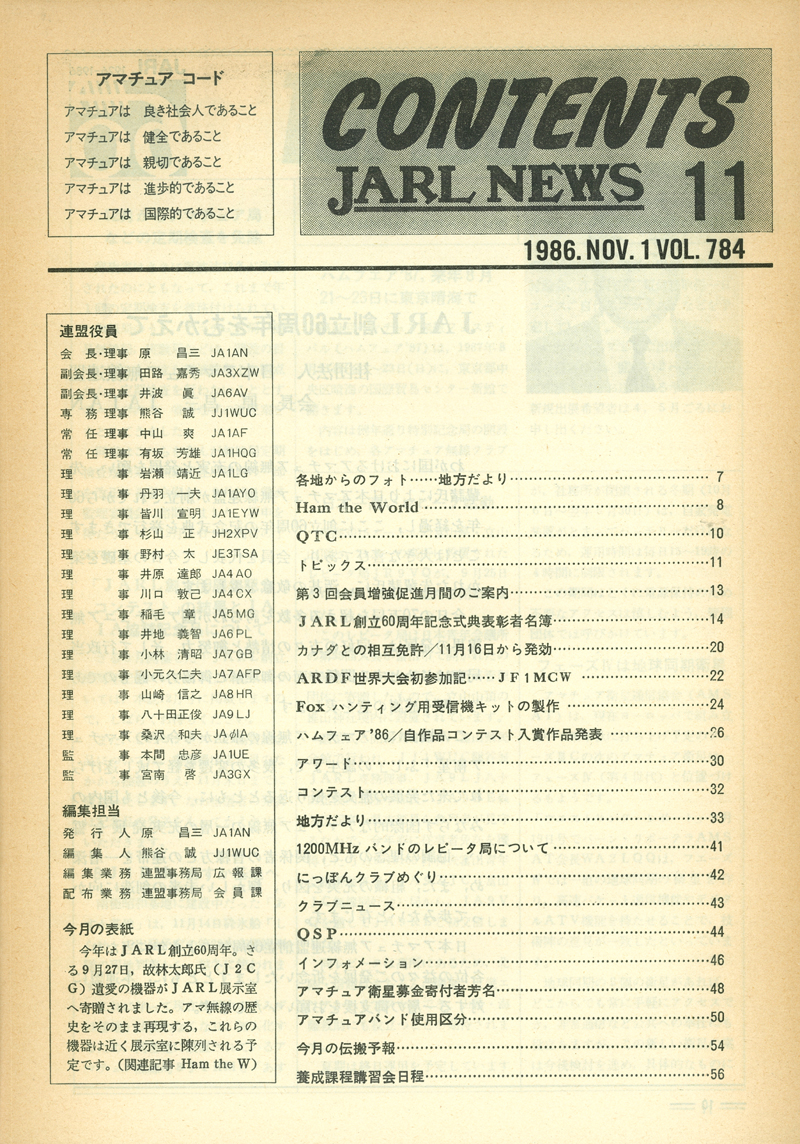 アマチュア コード
アマチュアは 良き社会人であること
アマチュアは 健全であること
アマチュアは 親切であること
アマチュアは 進歩的であること
アマチュアは 国際的であること
CONTENTS
JARL NEWS 11
1986.NOV.1 VOL. 784
連盟役員
会長・理事 原 昌三 JA1AN
副会長・理事 田路 嘉秀 JA3XZW
副会長・理事 井波 眞 JA6AV
専務理事 熊谷 誠 JJ1WUC
常任理事 中山 爽 JA1AF
常任理事 有坂 芳雄 JA1HQG
理事 岩瀬 靖近 JA1LG
理事 丹羽 一夫 JA1AYO
理事 皆川 宣明 JA1EYW
理事 杉山 正 JH2XPV
理事 野村 太 JE3TSA
理事 井原 達郎 JA4AO
理事 川口 敦己 JA4CX
理事 稲毛 章 JA5MG
理事 井地 義智 JA6PL
理事 小林 清昭 JA7GB
理事 小元久仁夫 JA7AFP
理事 山崎 信之 JA8HR
理事 八十田正俊 JA9LJ
理事 桑沢 和夫 JAØIA
監事 本間 忠彦 JA1UE
監事 宮南 啓 JA3GX
編集担当
発行人 原 昌三 JA1AN
編集人 熊谷 誠 JJ1WUC
編集業務 連盟事務局 広報課
配布業務 連盟事務局 会員課
今月の表紙
今年はJARL創立60周年。さ
る9月27日,故林太郎氏(J2C
G)遺愛の機器がJARL展示室
へ寄贈されました。アマ無線の歴
史をそのまま再現する,これらの
機器は近く展示室に陳列される予
定です。(関連記事 Ham the W)
各地からのフォト……地方だより…………………… 7
Ham the World …………………… 8
QTC……………………10
トピックス……………………11
第3回会員増強促進月間のご案内……………………13
JARL創立60周年記念式典表彰者名簿……………………14
カナダとの相互免許/11月16日から発効……………………20
ARDF世界大会初参加記……JF1MCW ……………………22
Fox ハンティング用受信機キットの製作 ……………………24
ハムフェア'86/自作品コンテスト入賞作品発表 ……………………26
アワード……………………30
コンテスト……………………32
地方だより……………………33
1200MHz バンドのレピータ局について……………………41
にっぽんクラブめぐり……………………42
クラブニュース……………………43
QSP……………………44
インフォメーション……………………46
アマチュア衛星募金寄付者芳名……………………48
アマチュアバンド使用区分……………………50
今月の伝搬予報……………………54
養成課程講習会日程……………………56